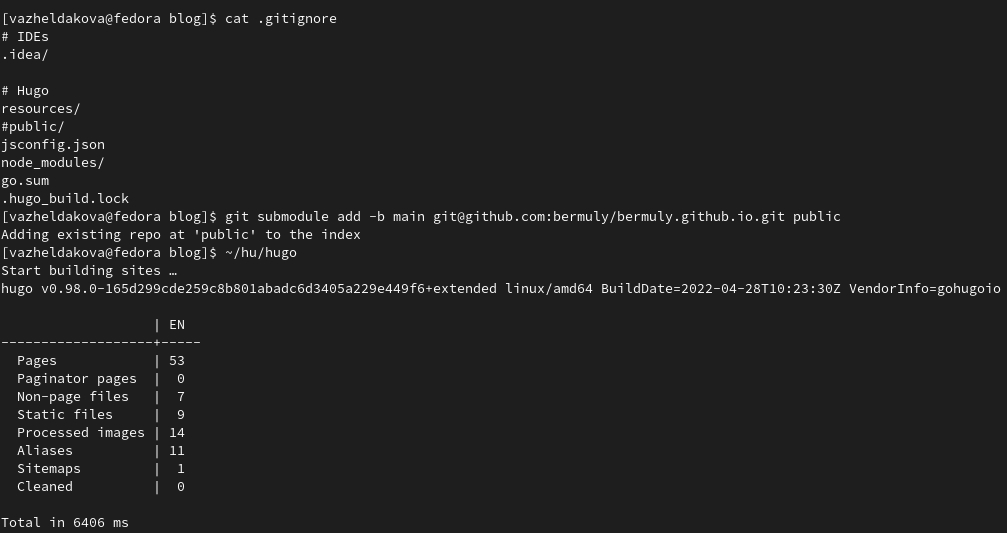 [vazheldakova@fedora blog]$ cat .gitignore
# IDEs
.idea/
# Hugo
resources/
#public/
jsconfig.json
node_modules/
go.sum
.hugo_build.lock
[vazheldakova@fedora blog]$ git submodule add -b main git@github.com:bermuly/bermuly.github.io.git public
Adding existing repo at 'public' to the index
[vazheldakova@fedora blog]$ ~/hu/hugo
Start building sites …
hugo v0.98.0-165d299cde259c8b801abadc6d3405a229e449f6+extended linux/amd64 BuildDate=2022-04-28T10:23:30Z VendorInfo=gohugoio
                   | EN
-------------------+-----
  Pages            | 53
  Paginator pages  |  0
  Non-page files   |  7
  Static files     |  9
  Processed images | 14
  Aliases          | 11
  Sitemaps         |  1
  Cleaned          |  0
Total in 6406 ms